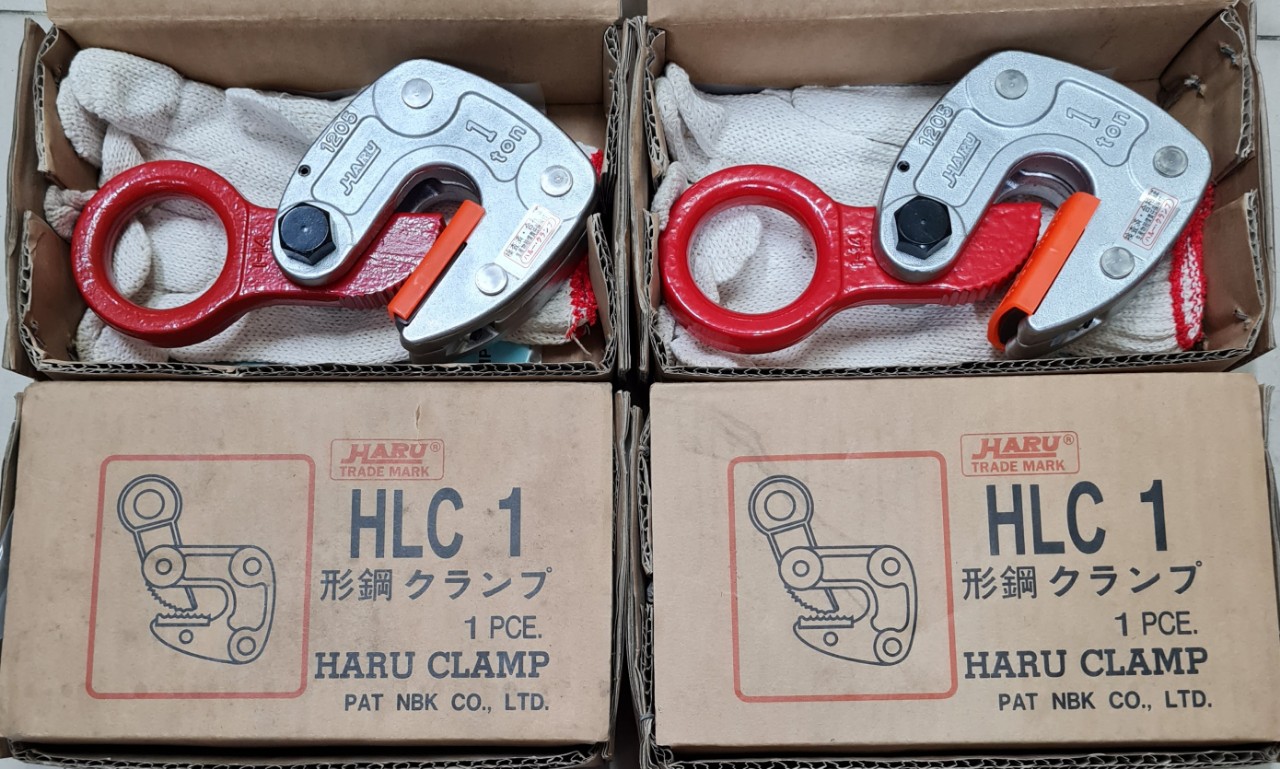 1205
HARU
1
ton
H4
1205
HARU
1
ton
H4
HARU®
TRADE MARK
HLC 1
形鋼 クランプ
1 PCE.
HARU CLAMP
PAT NBK CO., LTD.
HARU®
TRADE MARK
HLC 1
形鋼 クランプ
1 PCE.
HARU CLAMP
PAT NBK CO., LTD.